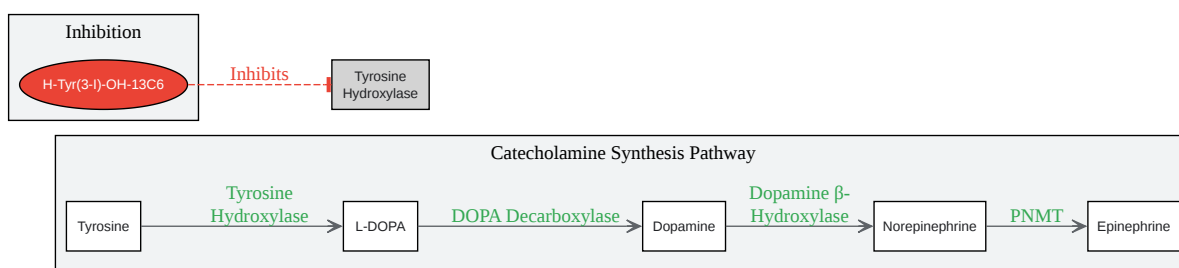 Inhibition
H-Tyr(3-I)-OH-13C6
Inhibits
Tyrosine
Hydroxylase
Catecholamine Synthesis Pathway
Tyrosine
Tyrosine
Hydroxylase
L-DOPA
DOPA Decarboxylase
Dopamine
Dopamine β-
Hydroxylase
Norepinephrine
PNMT
Epinephrine